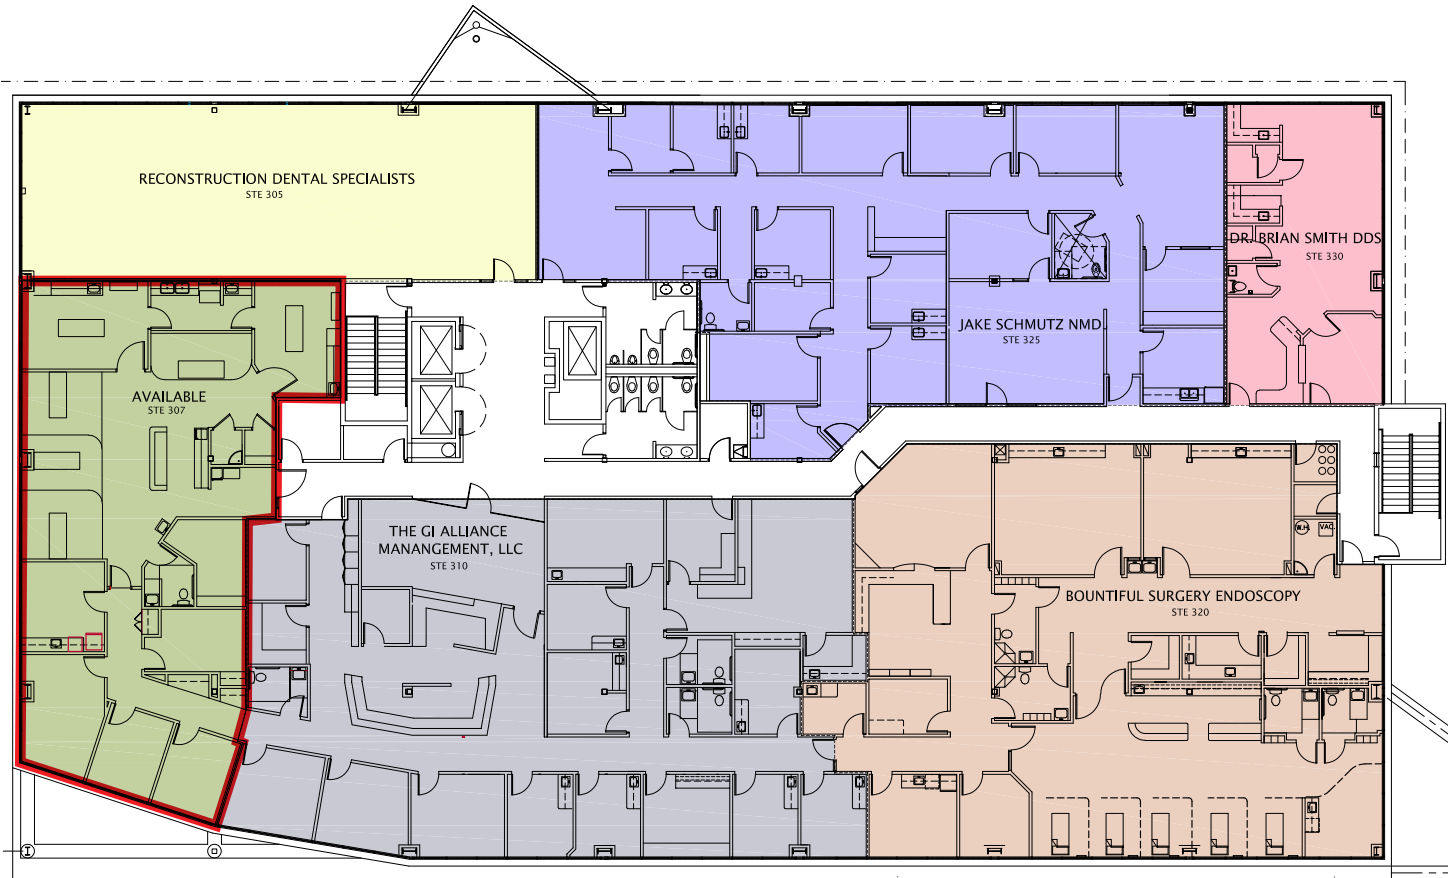 RECONSTRUCTION DENTAL SPECIALISTS
STE 305
DR. BRIAN SMITH DDS
STE 330
JAKE SCHMUTZ NMD
STE 325
AVAILABLE
STE 307
THE GI ALLIANCE
MANANGEMENT, LLC
STE 310
W.H.
VAC.
BOUNTIFUL SURGERY ENDOSCOPY
STE 320